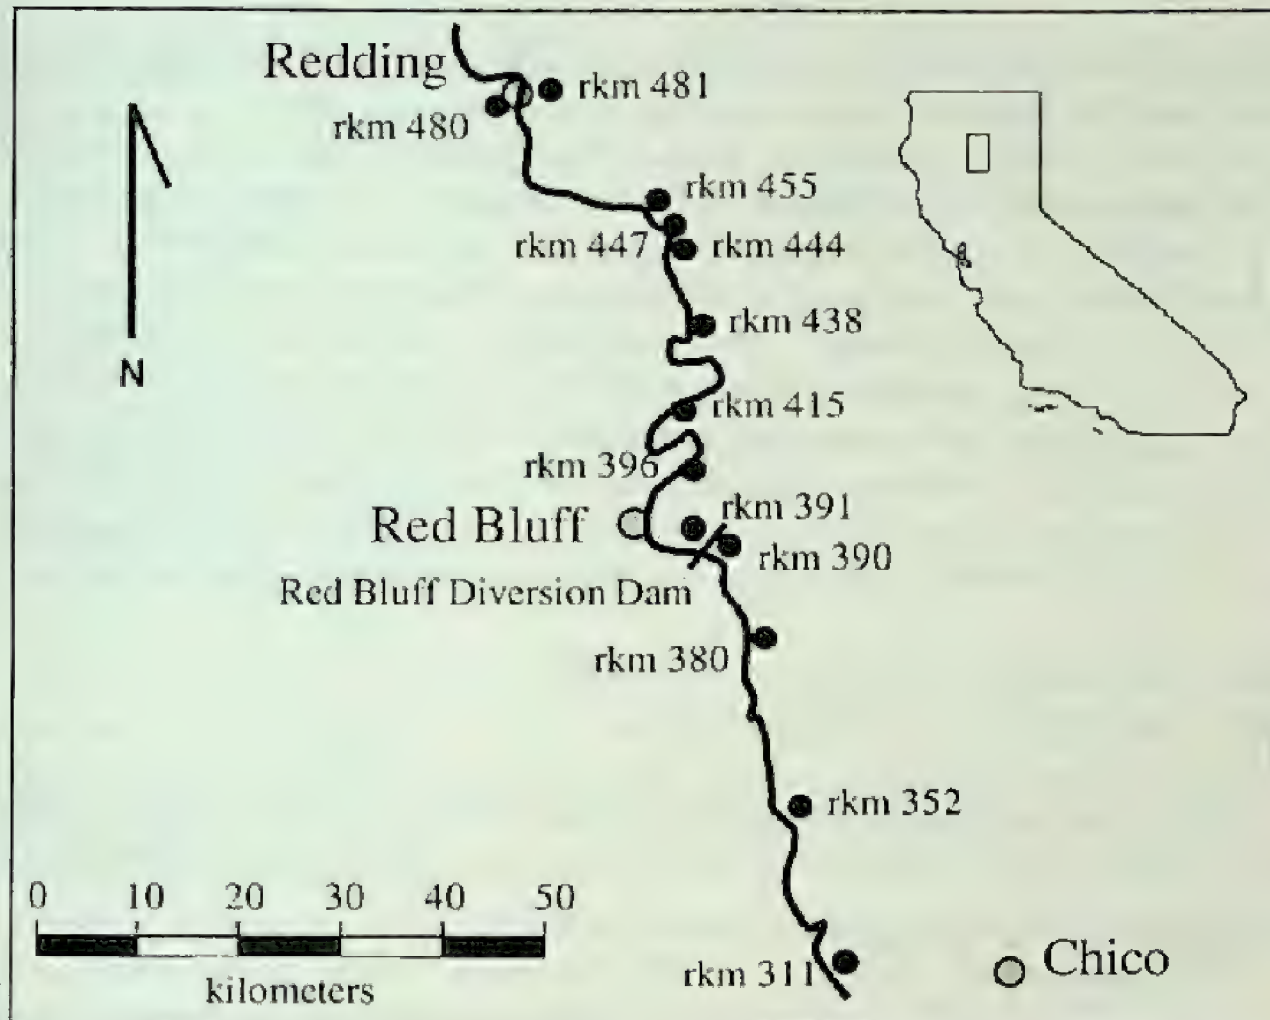 Redding
rkm 481
rkm 480
rkm 455
rkm 447
rkm 444
rkm 438
N
rkm 415
rkm 396
rkm 391
Red Bluff
rkm 390
Red Bluff Diversion Dam
rkm 380
rkm 352
0 10 20 30 40 50
kilometers
rkm 311
Chico